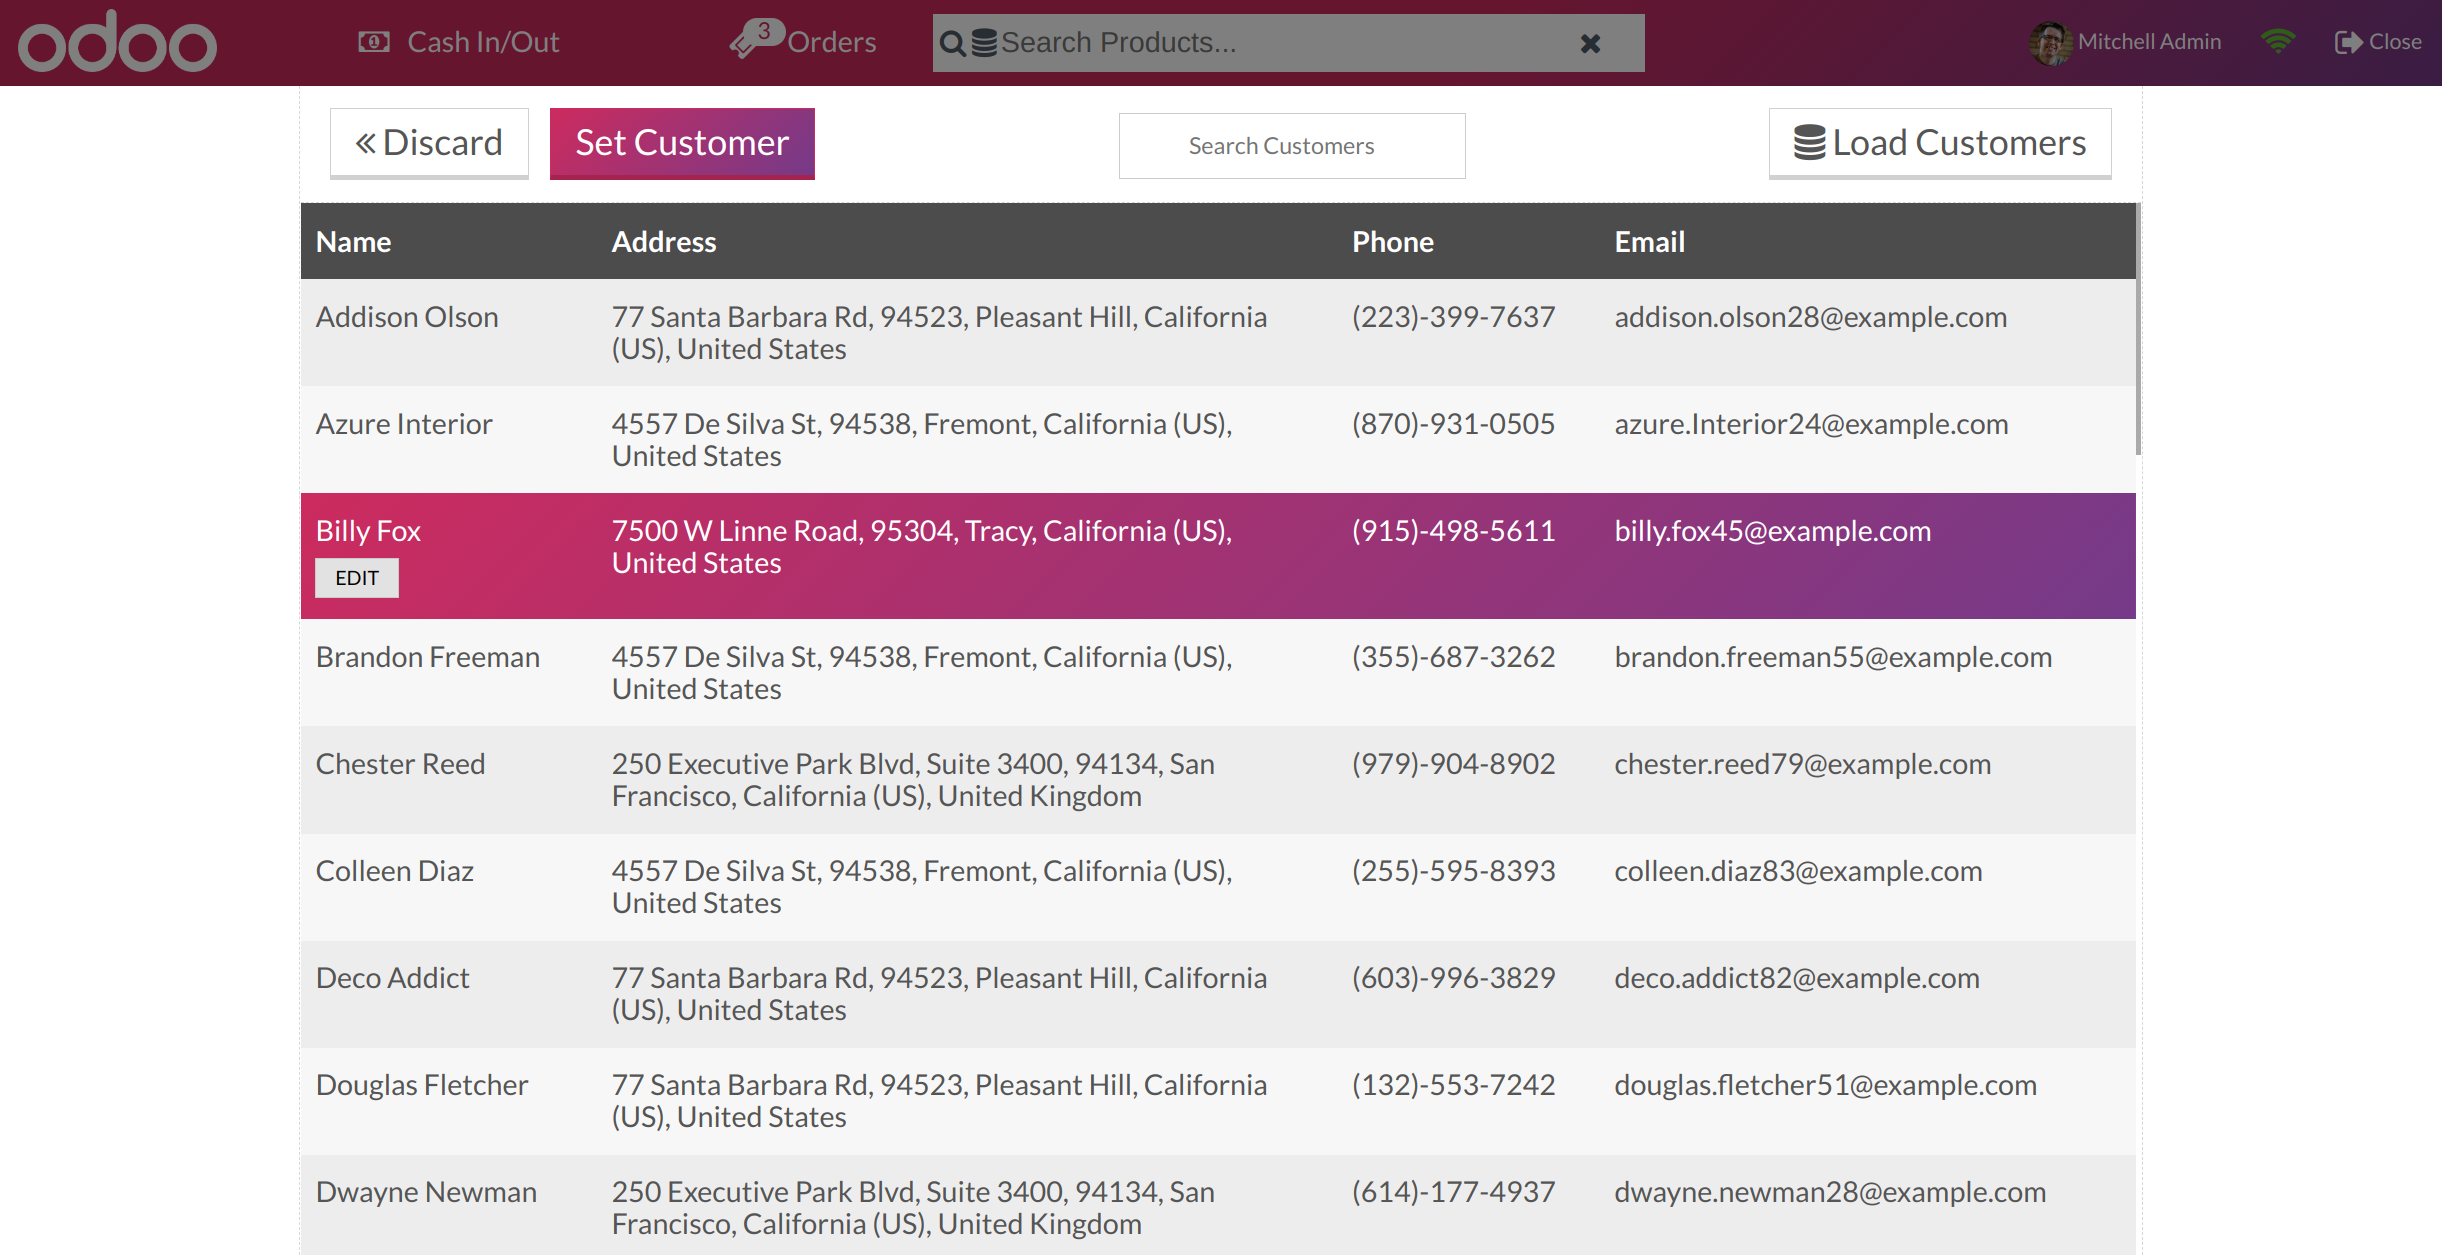 odoo Cash In/Out 3 Orders Search Products... Mitchell Admin Close
Discard Set Customer Search Customers Load Customers
Name Address Phone Email
Addison Olson 77 Santa Barbara Rd, 94523, Pleasant Hill, California (223)-399-7637 addison.olson28@example.com
(US), United States
Azure Interior 4557 De Silva St, 94538, Fremont, California (US), (870)-931-0505 azure.Interior24@example.com
United States
Billy Fox 7500 W Linne Road, 95304, Tracy, California (US), (915)-498-5611 billy.fox45@example.com
United States
EDIT
Brandon Freeman 4557 De Silva St, 94538, Fremont, California (US), (355)-687-3262 brandon.freeman55@example.com
United States
Chester Reed 250 Executive Park Blvd, Suite 3400, 94134, San (979)-904-8902 chester.reed79@example.com
Francisco, California (US), United Kingdom
Colleen Diaz 4557 De Silva St, 94538, Fremont, California (US), (255)-595-8393 colleen.diaz83@example.com
United States
Deco Addict 77 Santa Barbara Rd, 94523, Pleasant Hill, California (603)-996-3829 deco.addict82@example.com
(US), United States
Douglas Fletcher 77 Santa Barbara Rd, 94523, Pleasant Hill, California (132)-553-7242 douglas.fletcher51@example.com
(US), United States
Dwayne Newman 250 Executive Park Blvd, Suite 3400, 94134, San (614)-177-4937 dwayne.newman28@example.com
Francisco, California (US), United Kingdom